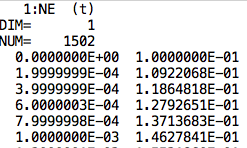 1:NE (t)
DIM= 1
NUM= 1502
0.0000000E+00 1.0000000E-01
1.9999999E-04 1.0922068E-01
3.9999999E-04 1.1864818E-01
6.0000003E-04 1.2792651E-01
7.9999998E-04 1.3713683E-01
1.0000000E-03 1.4627841E-01